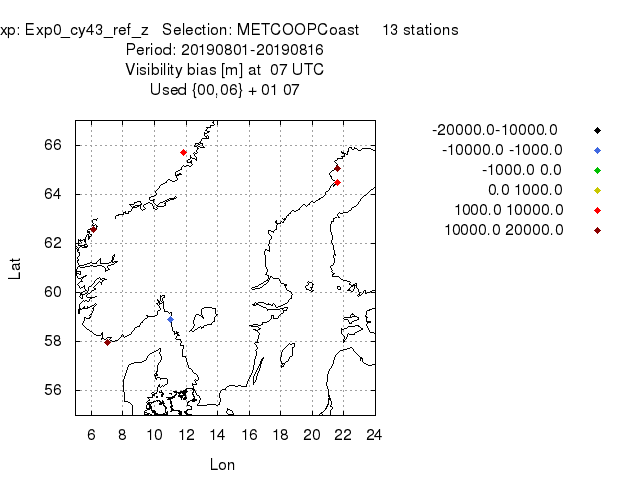 xp: Exp0_cy43_ref_z Selection: METCOOPCoast 13 stations
Period: 20190801-20190816
Visibility bias [m] at 07 UTC
Used {00,06} + 01 07
-20000.0-10000.0
-10000.0 -1000.0
-1000.0 0.0
0.0 1000.0
1000.0 10000.0
10000.0 20000.0
66
64
62
60
58
56
Lat
6 8 10 12 14 16 18 20 22 24
Lon